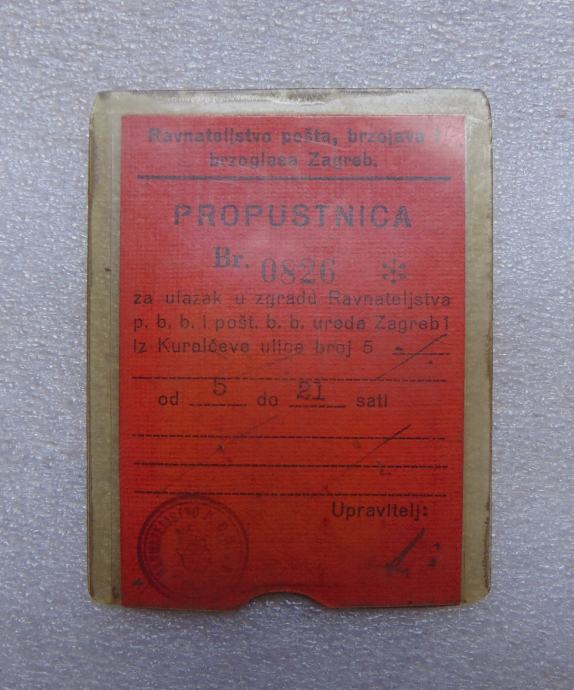 Ravnateljstvo pošta, brzojava i
brzoglasa Zagreb.
PROPUSTNICA
Br. 0826 *
za ulazak u zgradu Ravnateljstva
p. b. b. i pošt. b. b. ureda Zagreb 1
iz Kurelčeve ulice broj 5
od 5 do 21 sati
Upravitelj: